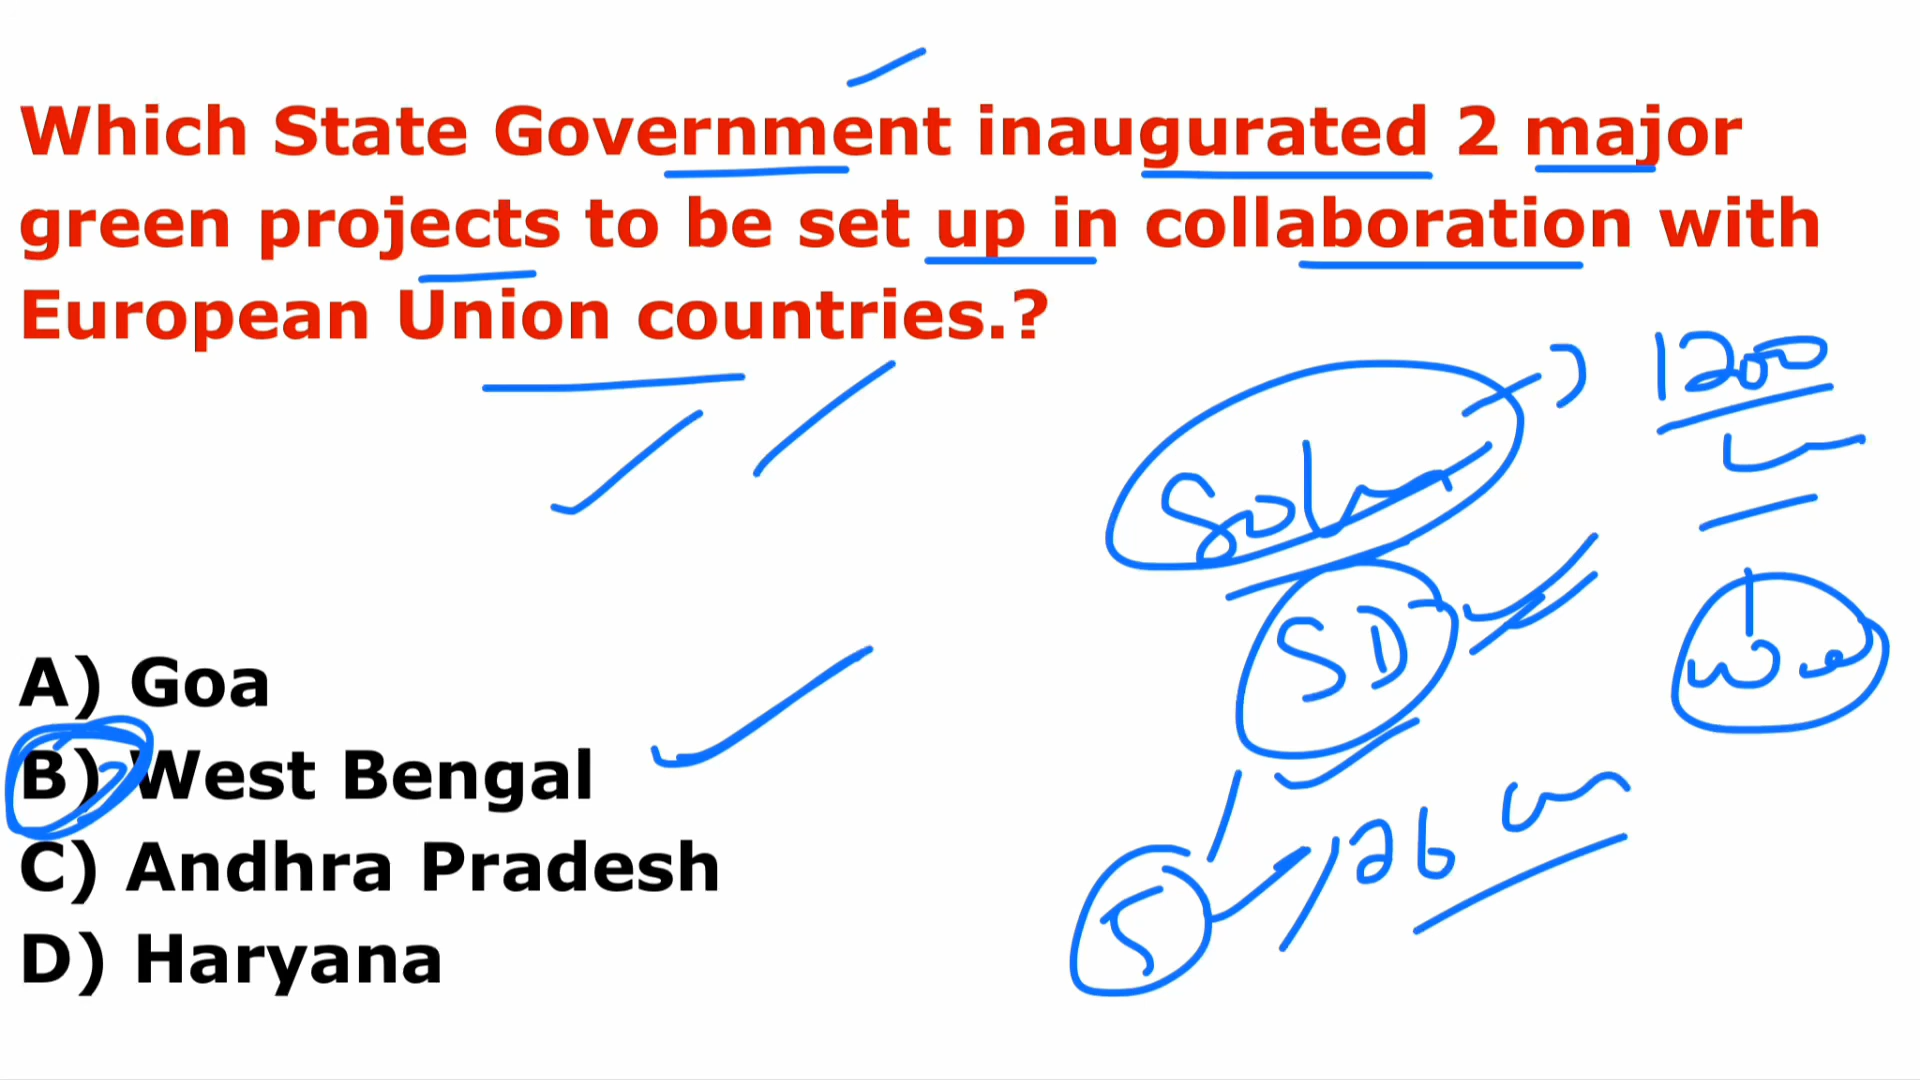 Which State Government inaugurated 2 major
green projects to be set up in collaboration with
European Union countries.?
1200
Solar
SD
A) Goa
B) West Bengal
C) Andhra Pradesh
D) Haryana
26
5